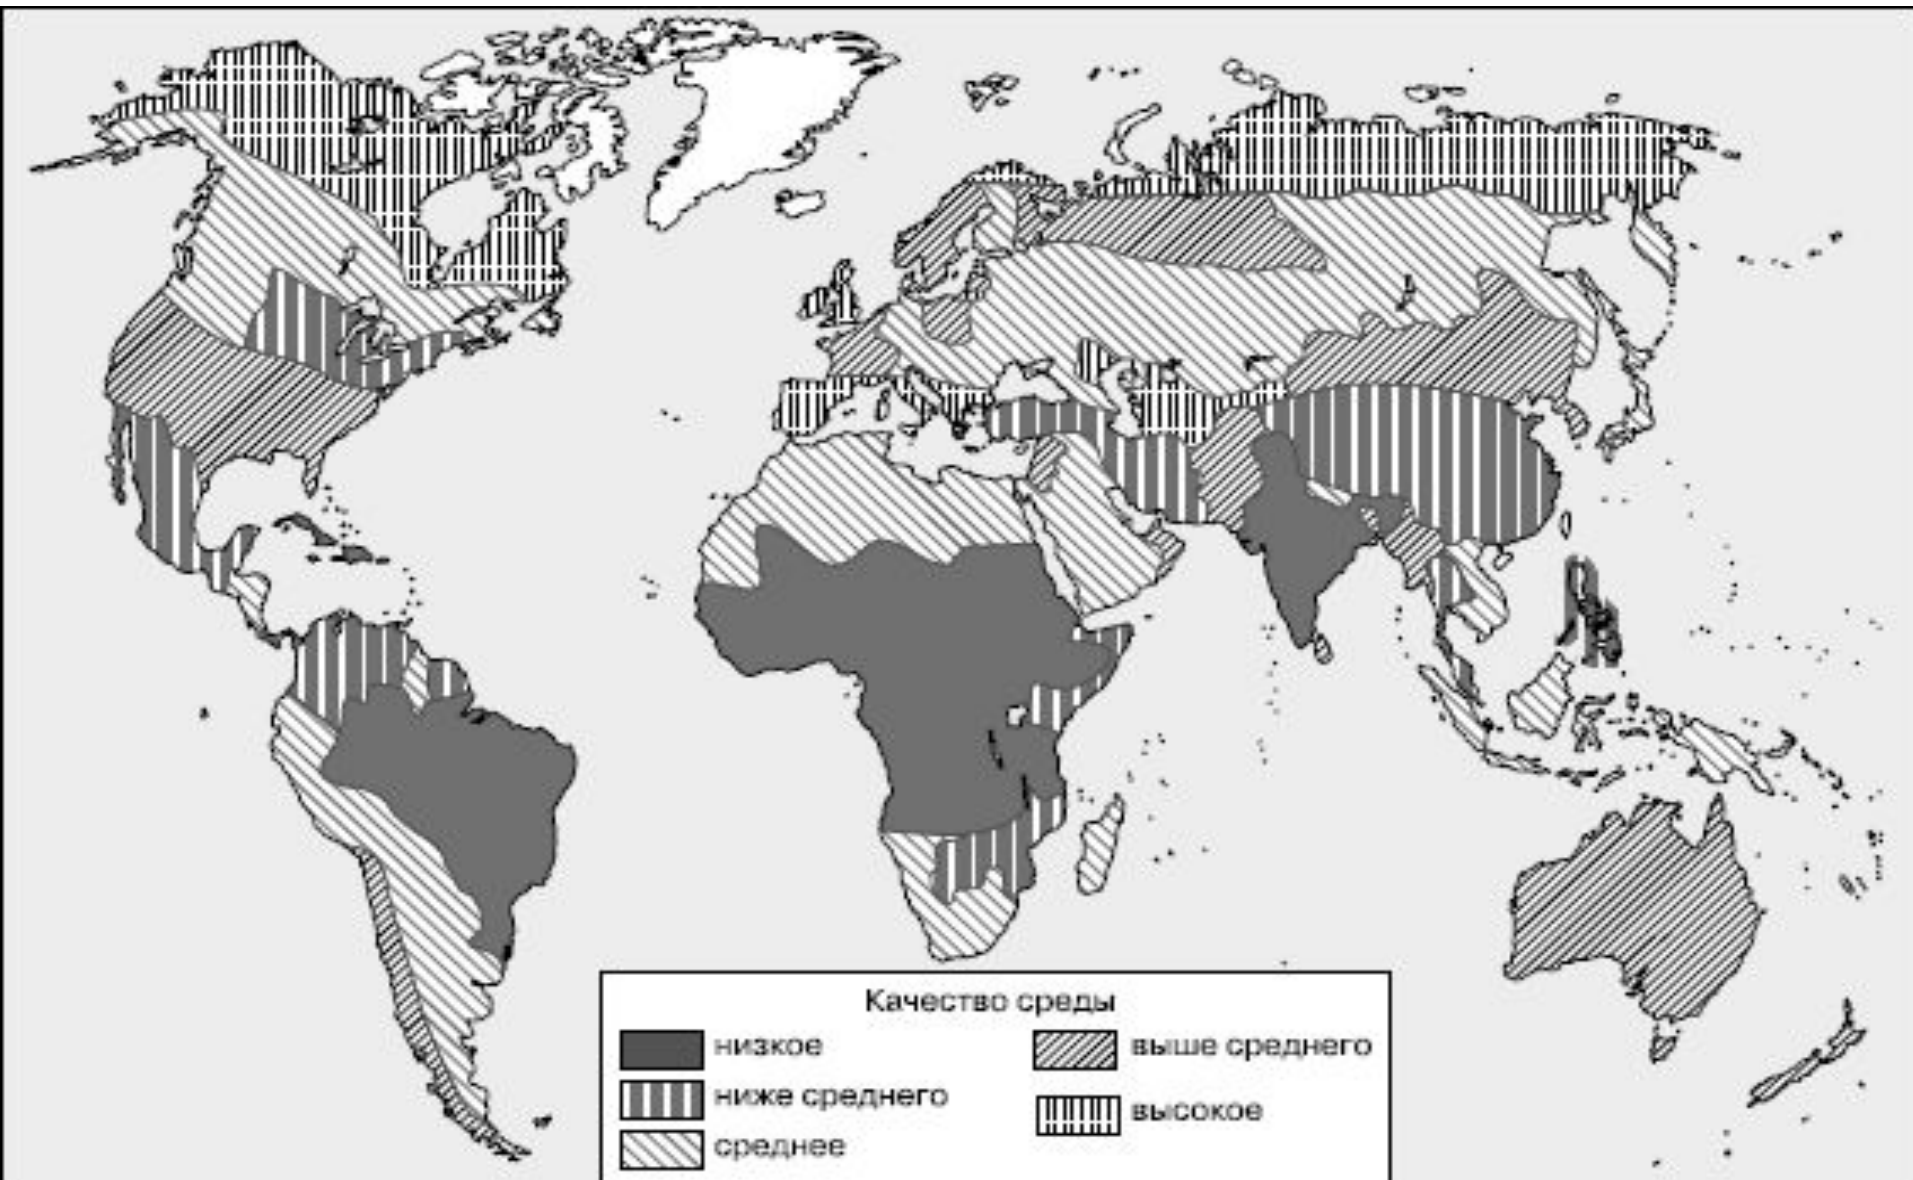 Качество среды
низкое
ниже среднего
среднее
выше среднего
высокое